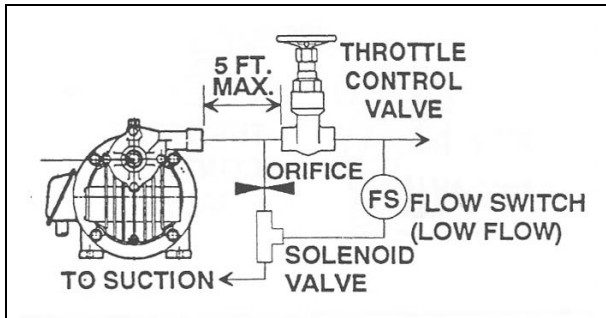 5 FT.
MAX.
THROTTLE
CONTROL
VALVE
ORIFICE
FS
FLOW SWITCH
(LOW FLOW)
SOLENOID
VALVE
TO SUCTION